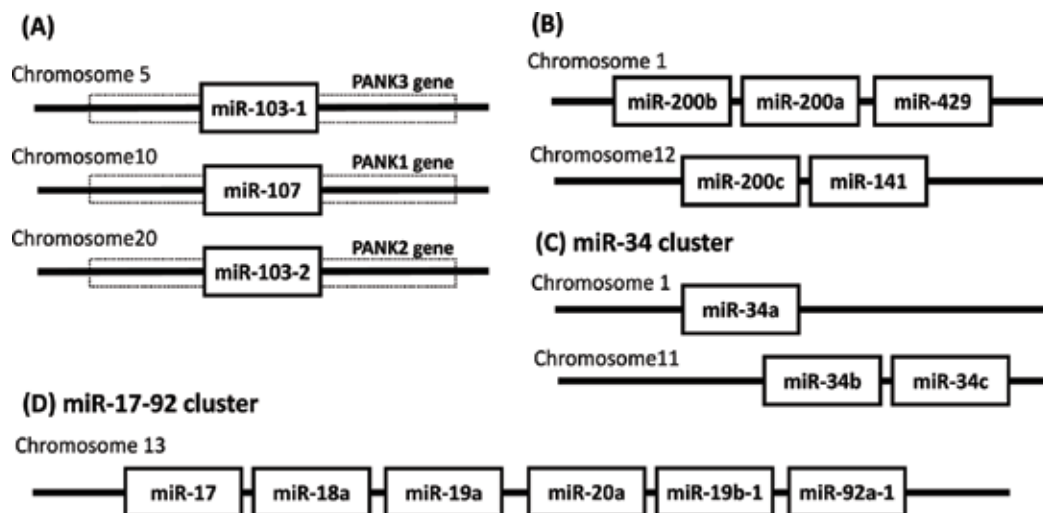 (A)
Chromosome 5
PANK3 gene
miR-103-1
Chromosome10
PANK1 gene
miR-107
Chromosome20
PANK2 gene
miR-103-2
(B)
Chromosome 1
miR-200b miR-200a miR-429
Chromosome12
miR-200c miR-141
(C) miR-34 cluster
Chromosome 1
miR-34a
Chromosome11
miR-34b miR-34c
(D) miR-17-92 cluster
Chromosome 13
miR-17 miR-18a miR-19a miR-20a miR-19b-1 miR-92a-1